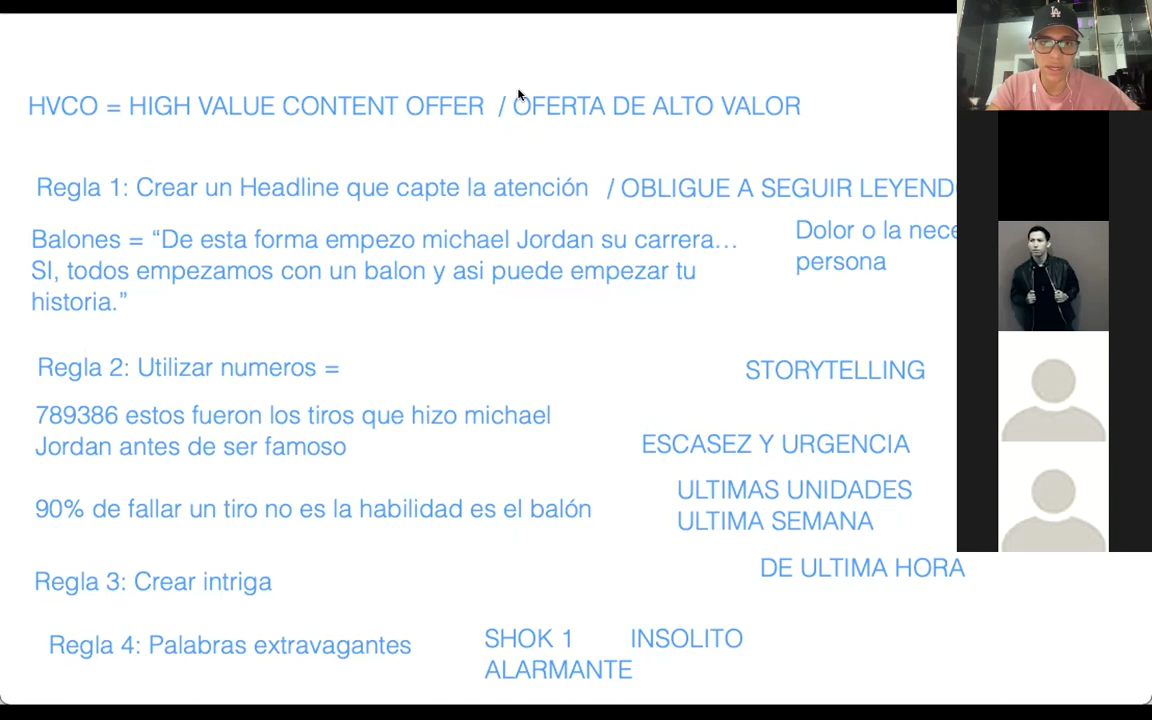 HVCO = HIGH VALUE CONTENT OFFER / OFERTA DE ALTO VALOR
Regla 1: Crear un Headline que capte la atención / OBLIGUE A SEGUIR LEYEND
Balones = “De esta forma empezo michael Jordan su carrera…
SI, todos empezamos con un balon y asi puede empezar tu
historia.”
Dolor o la nece
persona
Regla 2: Utilizar numeros =
STORYTELLING
789386 estos fueron los tiros que hizo michael
Jordan antes de ser famoso
ESCASEZ Y URGENCIA
90% de fallar un tiro no es la habilidad es el balón
ULTIMAS UNIDADES
ULTIMA SEMANA
DE ULTIMA HORA
Regla 3: Crear intriga
Regla 4: Palabras extravagantes
SHOK 1 INSOLITO
ALARMANTE